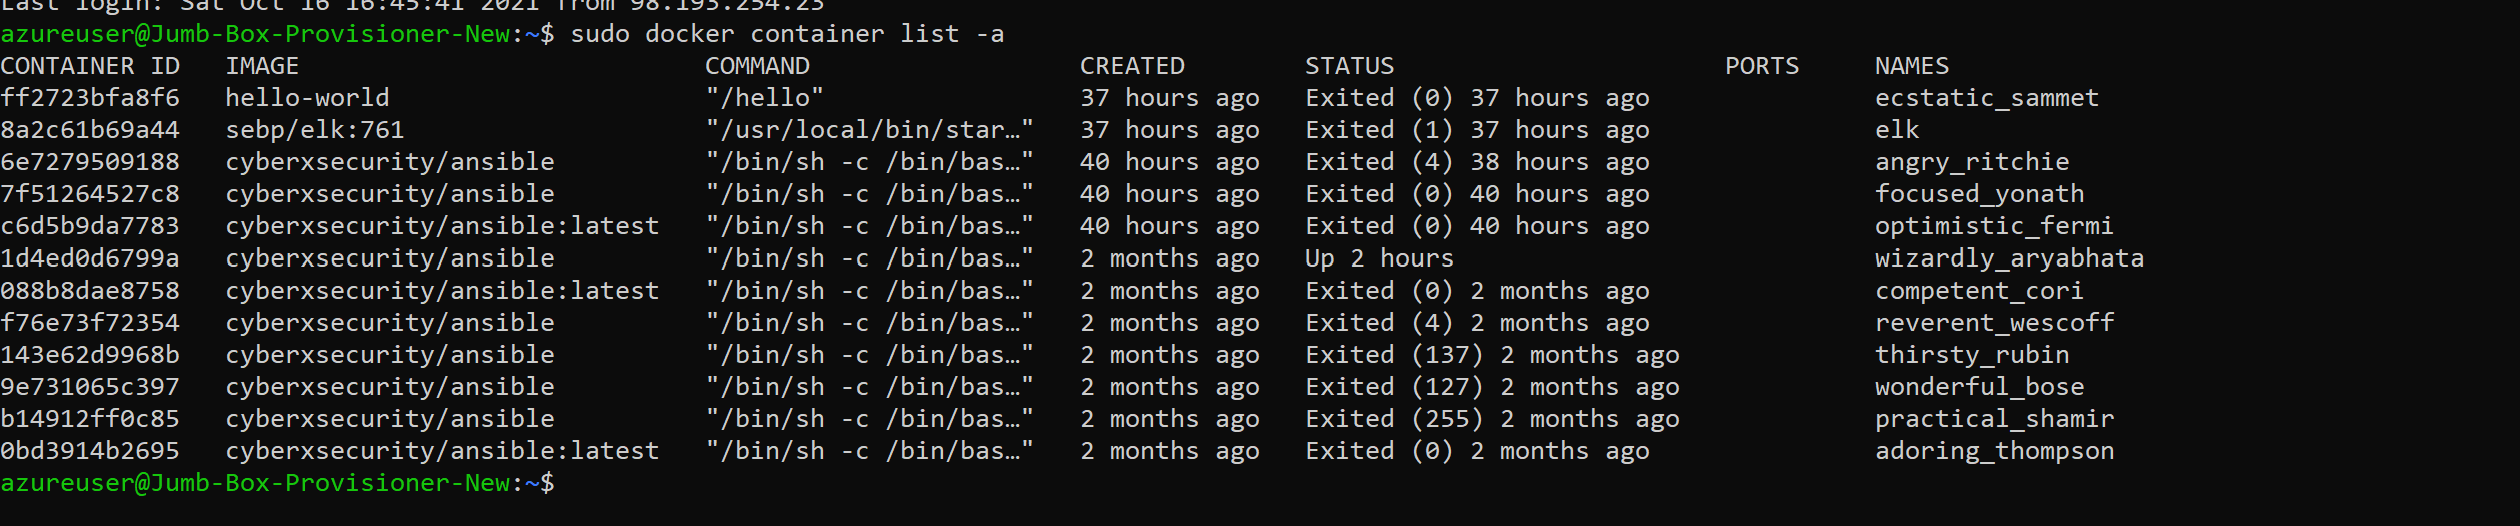 Last login: Sat Oct 16 16:45:41 2021 from 98.193.254.23
azureuser@Jumb-Box-Provisioner-New:~$ sudo docker container list -a
CONTAINER ID   IMAGE                           COMMAND                  CREATED        STATUS                      PORTS     NAMES
ff2723bfa8f6   hello-world                     "/hello"                 37 hours ago   Exited (0) 37 hours ago               ecstatic_sammet
8a2c61b69a44   sebp/elk:761                    "/usr/local/bin/star…"   37 hours ago   Exited (1) 37 hours ago               elk
6e7279509188   cyberxsecurity/ansible          "/bin/sh -c /bin/bas…"   40 hours ago   Exited (4) 38 hours ago               angry_ritchie
7f51264527c8   cyberxsecurity/ansible          "/bin/sh -c /bin/bas…"   40 hours ago   Exited (0) 40 hours ago               focused_yonath
c6d5b9da7783   cyberxsecurity/ansible:latest   "/bin/sh -c /bin/bas…"   40 hours ago   Exited (0) 40 hours ago               optimistic_fermi
1d4ed0d6799a   cyberxsecurity/ansible          "/bin/sh -c /bin/bas…"   2 months ago   Up 2 hours                            wizardly_aryabhata
088b8dae8758   cyberxsecurity/ansible:latest   "/bin/sh -c /bin/bas…"   2 months ago   Exited (0) 2 months ago               competent_cori
f76e73f72354   cyberxsecurity/ansible          "/bin/sh -c /bin/bas…"   2 months ago   Exited (4) 2 months ago               reverent_wescoff
143e62d9968b   cyberxsecurity/ansible          "/bin/sh -c /bin/bas…"   2 months ago   Exited (137) 2 months ago             thirsty_rubin
9e731065c397   cyberxsecurity/ansible          "/bin/sh -c /bin/bas…"   2 months ago   Exited (127) 2 months ago             wonderful_bose
b14912ff0c85   cyberxsecurity/ansible          "/bin/sh -c /bin/bas…"   2 months ago   Exited (255) 2 months ago             practical_shamir
0bd3914b2695   cyberxsecurity/ansible:latest   "/bin/sh -c /bin/bas…"   2 months ago   Exited (0) 2 months ago               adoring_thompson
azureuser@Jumb-Box-Provisioner-New:~$